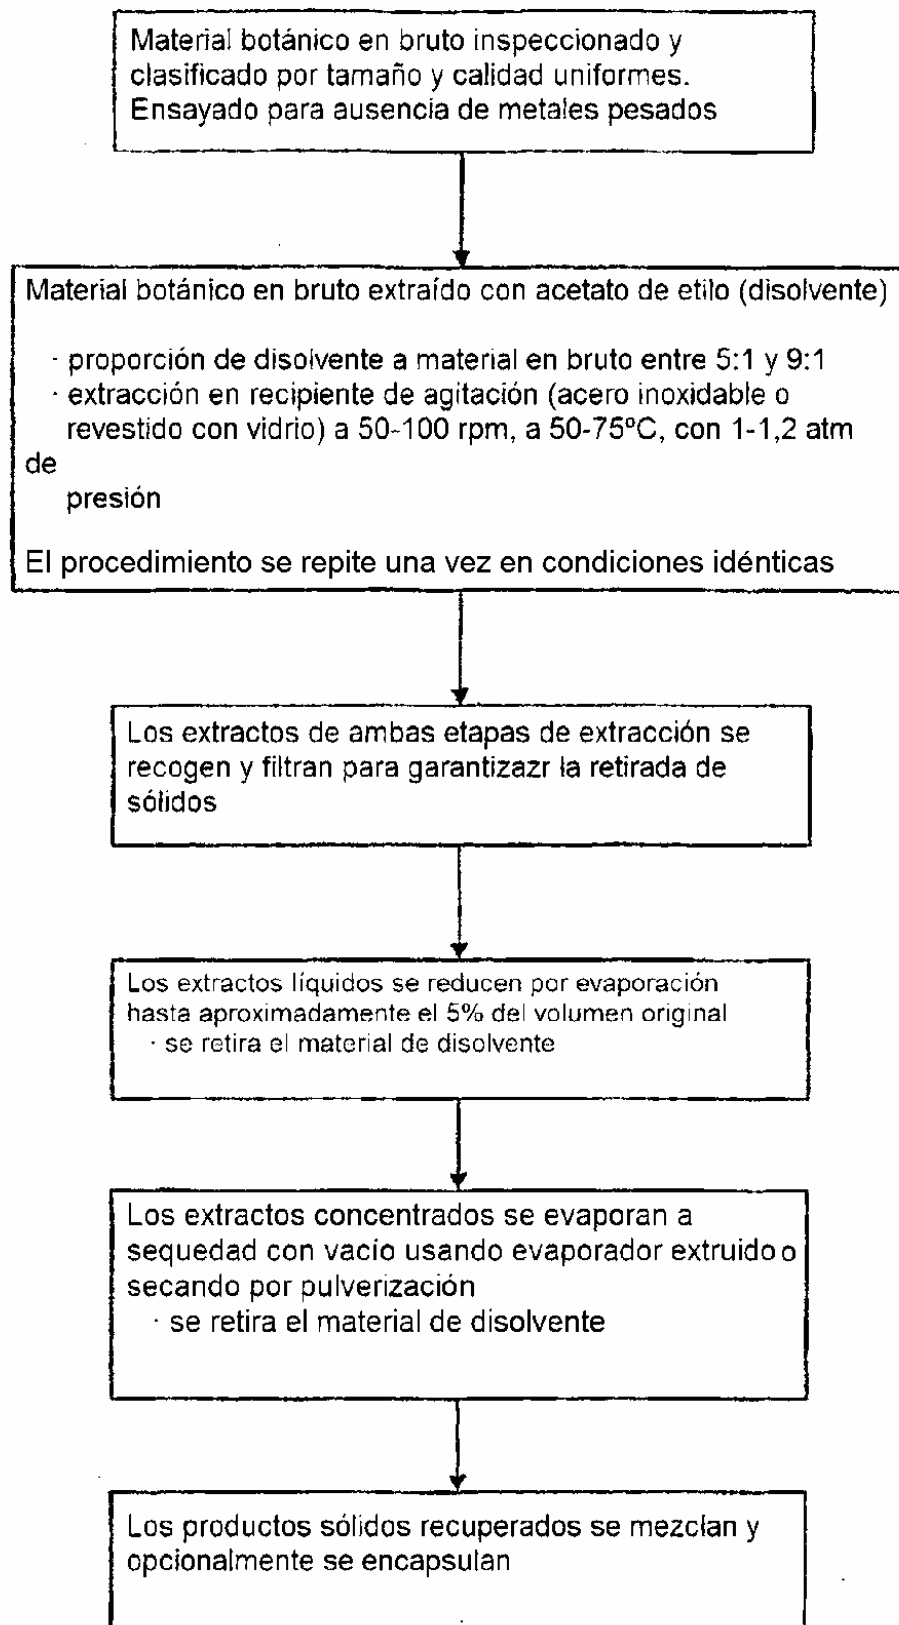 Material botánico en bruto inspeccionado y
clasificado por tamaño y calidad uniformes.
Ensayado para ausencia de metales pesados
Material botánico en bruto extraído con acetato de etilo (disolvente)
· proporción de disolvente a material en bruto entre 5:1 y 9:1
· extracción en recipiente de agitación (acero inoxidable o
revestido con vidrio) a 50-100 rpm, a 50-75ºC, con 1-1,2 atm
de
presión
El procedimiento se repite una vez en condiciones idénticas
Los extractos de ambas etapas de extracción se
recogen y filtran para garantizazr la retirada de
sólidos
Los extractos líquidos se reducen por evaporación
hasta aproximadamente el 5% del volumen original
· se retira el material de disolvente
Los extractos concentrados se evaporan a
sequedad con vacío usando evaporador extruido o
secando por pulverización
· se retira el material de disolvente
Los productos sólidos recuperados se mezclan y
opcionalmente se encapsulan